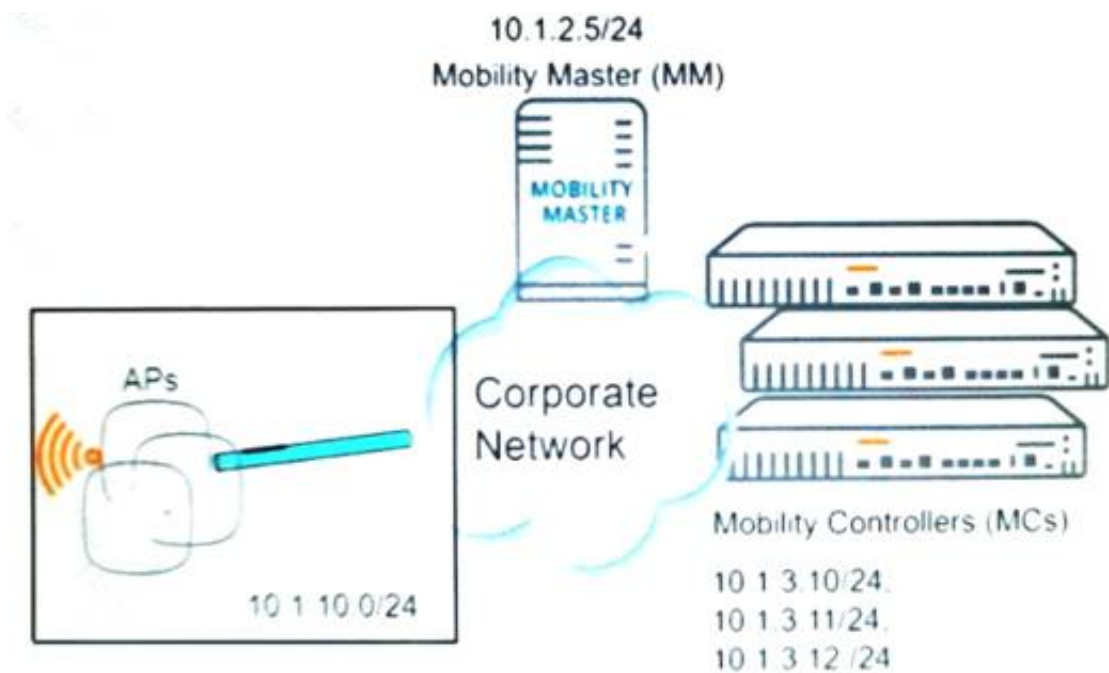 10.1.2.5/24
Mobility Master (MM)
MOBILITY
MASTER
APs
Corporate
Network
10 1 10 0/24
Mobility Controllers (MCs)
10 1 3.10/24,
10 1.3 11/24,
10 1.3.12 /24